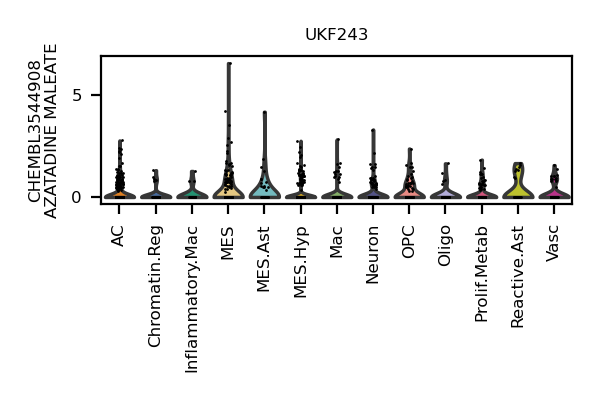 UKF243
CHEMBL3544908
AZATADINE MALEATE
5
0
AC
Chromatin.Reg
Inflammatory.Mac
MES
MES.Ast
MES.Hyp
Mac
Neuron
OPC
Oligo
Prolif.Metab
Reactive.Ast
Vasc